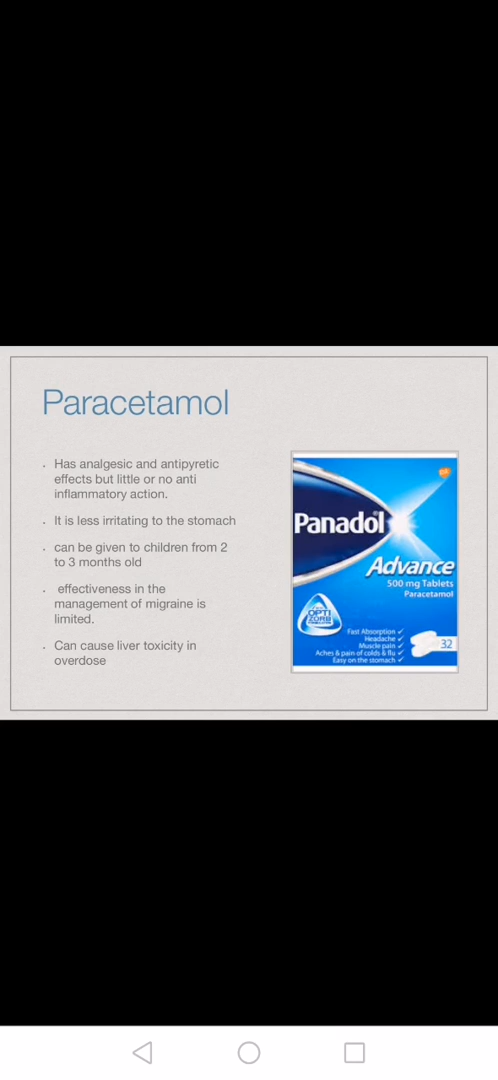 Paracetamol
Has analgesic and antipyretic
effects but little or no anti
inflammatory action.
It is less irritating to the stomach
can be given to children from 2
to 3 months old
effectiveness in the
management of migraine is
limited.
Can cause liver toxicity in
overdose
Panadol
Advance
500 mg Tablets
Paracetamol
OPTI
ZORB
Fast Absorption ✓
Headache ✓
Muscle pain ✓
Aches & pain of colds & flu ✓
Easy on the stomach ✓
32